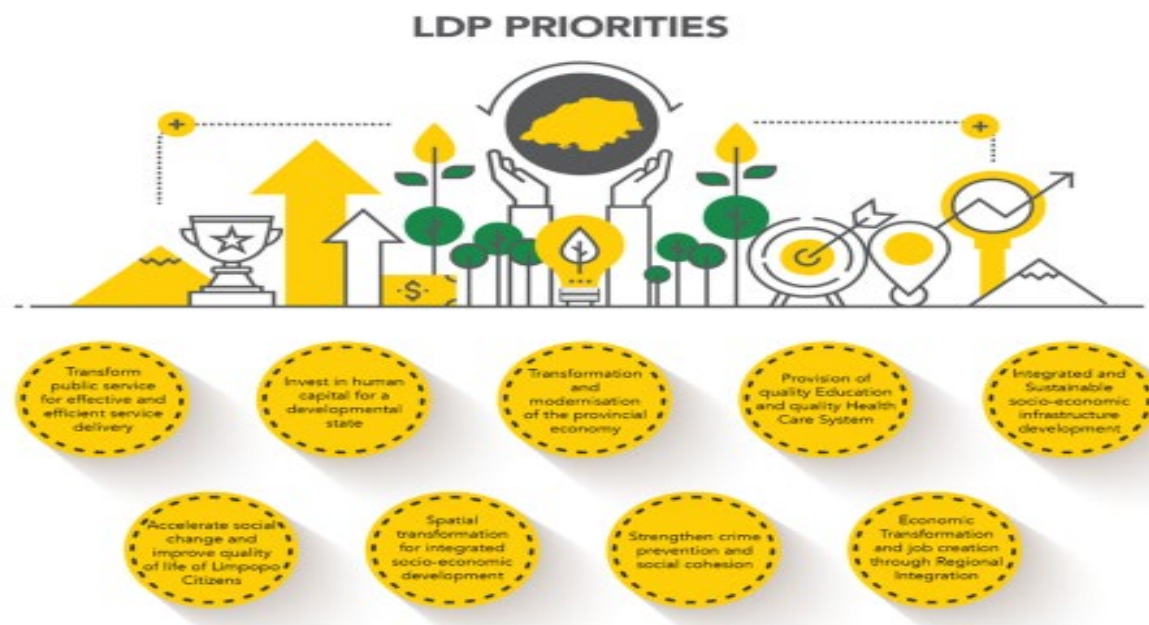 LDP PRIORITIES
$
Transform
public service
for effective and
efficient service
delivery
Invest in human
capital for a
developmental
state
Transformation
and
modernisation
of the provincial
economy
Provision of
quality Education
and quality Health
Care System
Integrated and
Sustainable
socio-economic
infrastructure
development
Accelerate social
change and
improve quality
of life of Limpopo
Citizens
Spatial
transformation
for integrated
socio-economic
development
Strengthen crime
prevention and
social cohesion
Economic
Transformation
and job creation
through Regional
Integration